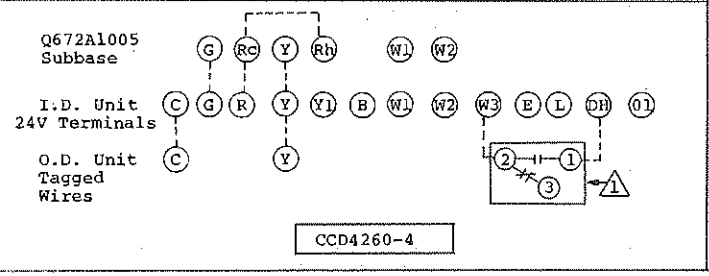 Q672A1005 G Rc Y Rh W1 W2
Subbase
I.D. Unit C G R Y Y1 B W1 W2 W3 E L DH 01
24V Terminals
O.D. Unit C Y 2 1 1
Tagged 3
Wires
CCD4260-4